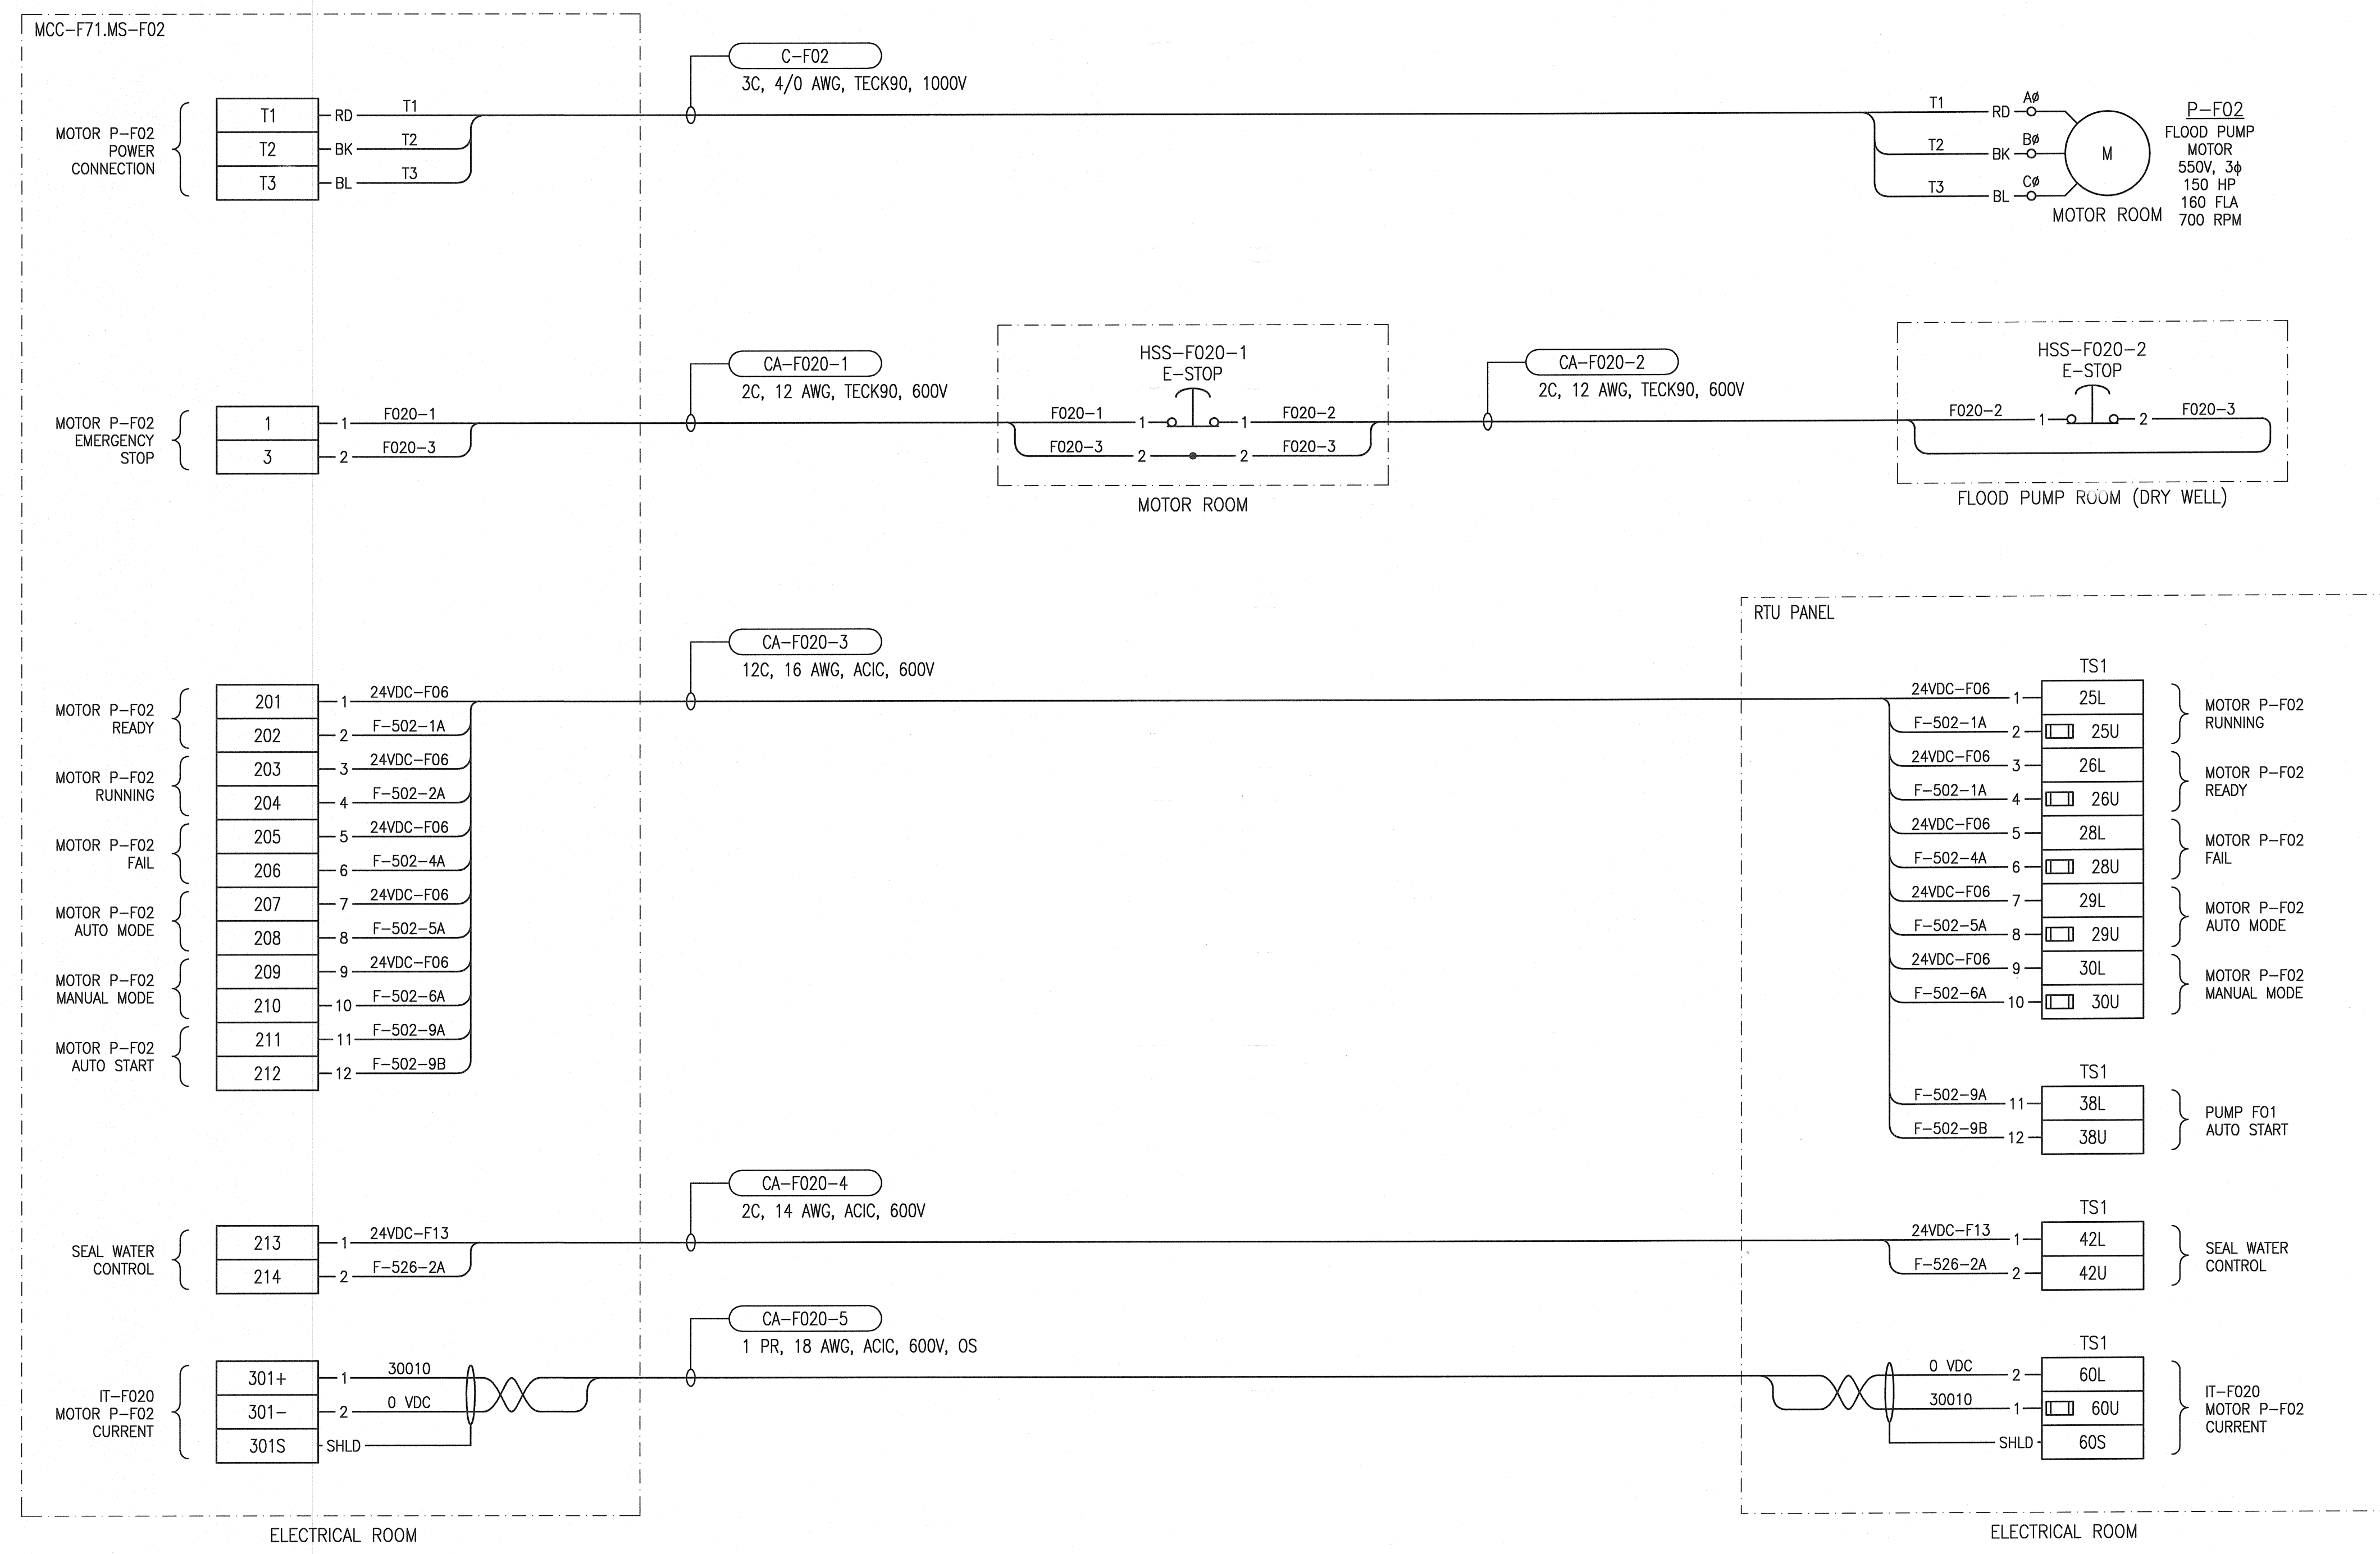 MCC-F71.MS-F02
C-F02
3C, 4/0 AWG, TECK90, 1000V
MOTOR P-F02
POWER
CONNECTION
T1 RD T1
T2 BK T2
T3 BL T3
T1 RD AØ
T2 BK BØ
T3 BL CØ
M
MOTOR ROOM
P-F02
FLOOD PUMP
MOTOR
550V, 3ϕ
150 HP
160 FLA
700 RPM
MOTOR P-F02
EMERGENCY
STOP
1 1 F020-1
3 2 F020-3
CA-F020-1
2C, 12 AWG, TECK90, 600V
HSS-F020-1
E-STOP
F020-1 1 1 F020-2
F020-3 2 2 F020-3
MOTOR ROOM
CA-F020-2
2C, 12 AWG, TECK90, 600V
HSS-F020-2
E-STOP
F020-2 1 2 F020-3
FLOOD PUMP ROOM (DRY WELL)
CA-F020-3
12C, 16 AWG, ACIC, 600V
MOTOR P-F02
READY
201 1 24VDC-F06
202 2 F-502-1A
MOTOR P-F02
RUNNING
203 3 24VDC-F06
204 4 F-502-2A
MOTOR P-F02
FAIL
205 5 24VDC-F06
206 6 F-502-4A
MOTOR P-F02
AUTO MODE
207 7 24VDC-F06
208 8 F-502-5A
MOTOR P-F02
MANUAL MODE
209 9 24VDC-F06
210 10 F-502-6A
MOTOR P-F02
AUTO START
211 11 F-502-9A
212 12 F-502-9B
RTU PANEL
TS1
24VDC-F06 1 25L
F-502-1A 2 25U
MOTOR P-F02
RUNNING
24VDC-F06 3 26L
F-502-1A 4 26U
MOTOR P-F02
READY
24VDC-F06 5 28L
F-502-4A 6 28U
MOTOR P-F02
FAIL
24VDC-F06 7 29L
F-502-5A 8 29U
MOTOR P-F02
AUTO MODE
24VDC-F06 9 30L
F-502-6A 10 30U
MOTOR P-F02
MANUAL MODE
TS1
F-502-9A 11 38L
F-502-9B 12 38U
PUMP F01
AUTO START
CA-F020-4
2C, 14 AWG, ACIC, 600V
SEAL WATER
CONTROL
213 1 24VDC-F13
214 2 F-526-2A
TS1
24VDC-F13 1 42L
F-526-2A 2 42U
SEAL WATER
CONTROL
CA-F020-5
1 PR, 18 AWG, ACIC, 600V, OS
IT-F020
MOTOR P-F02
CURRENT
301+ 1 30010
301- 2 0 VDC
301S SHLD
TS1
0 VDC 2 60L
30010 1 60U
SHLD 60S
IT-F020
MOTOR P-F02
CURRENT
ELECTRICAL ROOM
ELECTRICAL ROOM